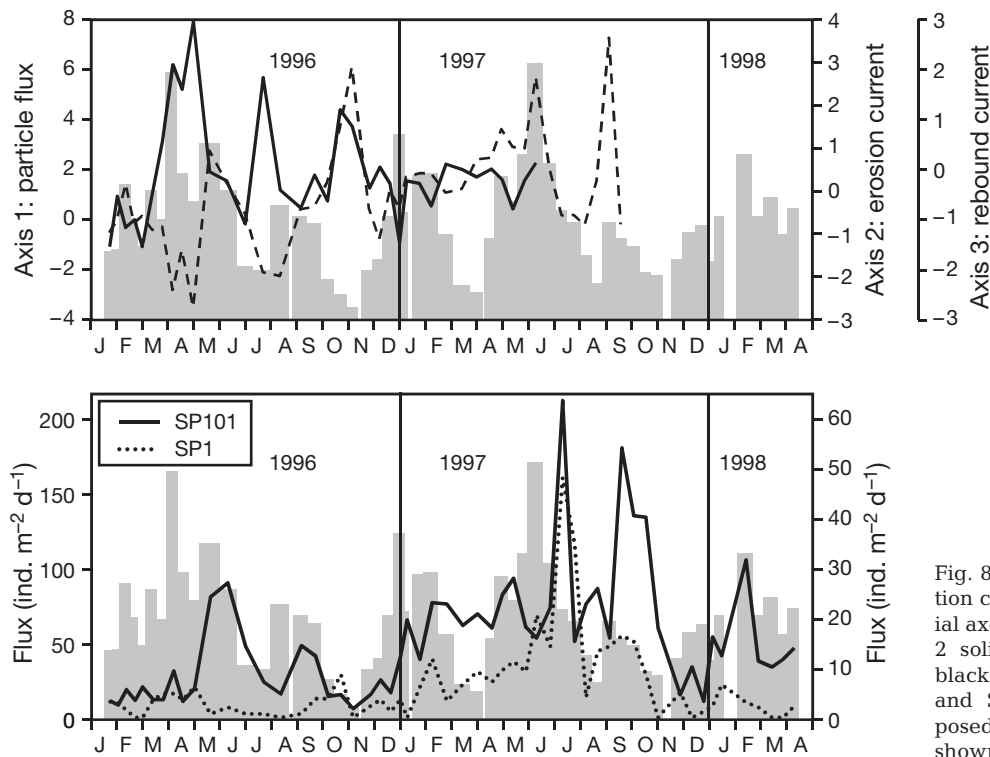 8
6
4
2
0
−2
−4
Axis 1: particle flux
1996
1997
1998
4
3
2
1
0
−1
−2
−3
Axis 2: erosion current
3
2
1
0
−1
−2
−3
Axis 3: rebound current
J F M A M J J A S O N D J F M A M J J A S O N D J F M A
200
150
100
50
0
Flux (ind. m−2 d−1)
SP101
SP1
1996
1997
1998
60
50
40
30
20
10
0
Flux (ind. m−2 d−1)
J F M A M J J A S O N D J F M A M J J A S O N D J F M A
Fig. 8
tion c
ial ax
2 soli
black
and S
posed
shown